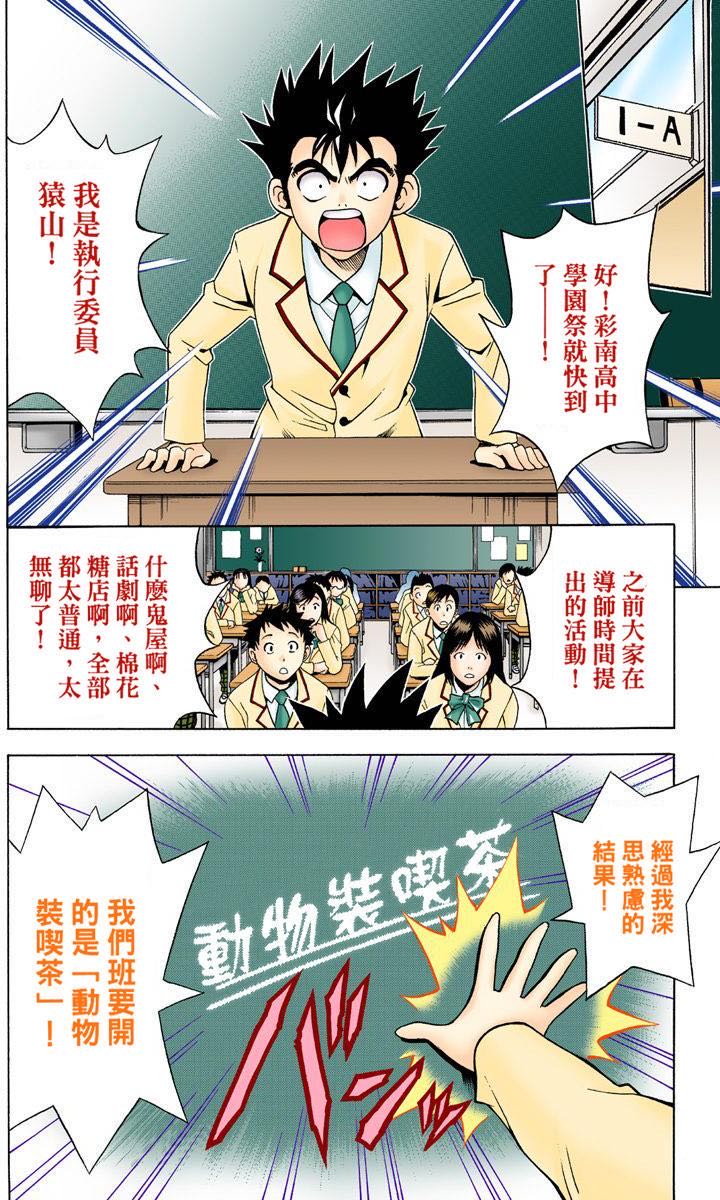 1-A
好！彩南高中
學園祭就快到
了——！
我是執行委員
猿山！
之前大家在
導師時間提
出的活動！
什麼鬼屋啊、
話劇啊、棉花
糖店啊，全部
都太普通，太
無聊了！
經過我深
思熟慮的
結果！
動物裝喫茶
バンッ
我們班要開
的是「動物
裝喫茶」！